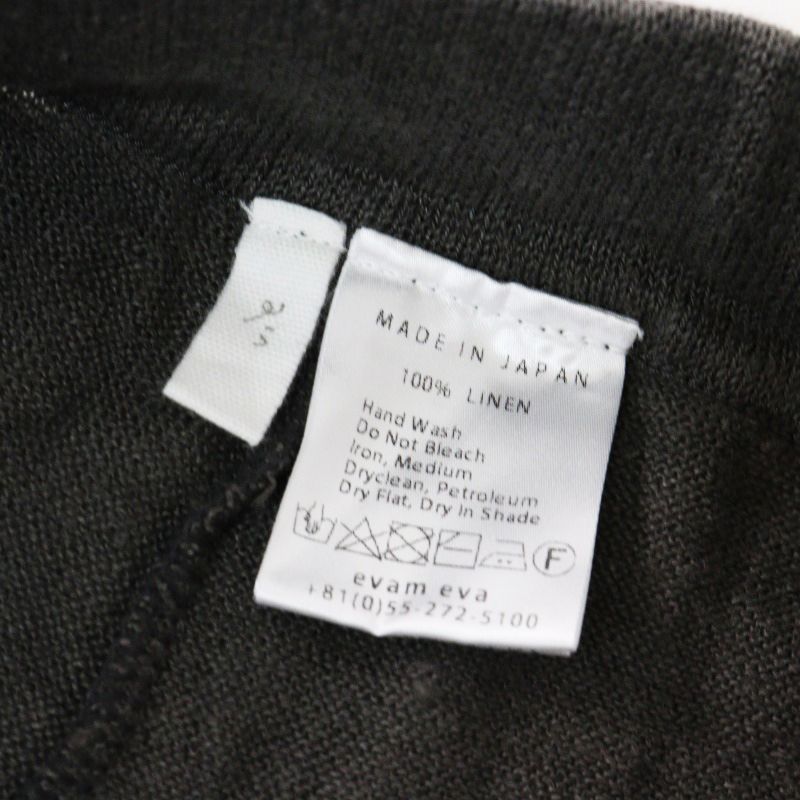 MADE IN JAPAN
100% LINEN
Hand Wash
Do Not Bleach
Iron, Medium
Dryclean, Petroleum
Dry Flat, Dry In Shade
F
evam eva
+81(0)55-272-5100